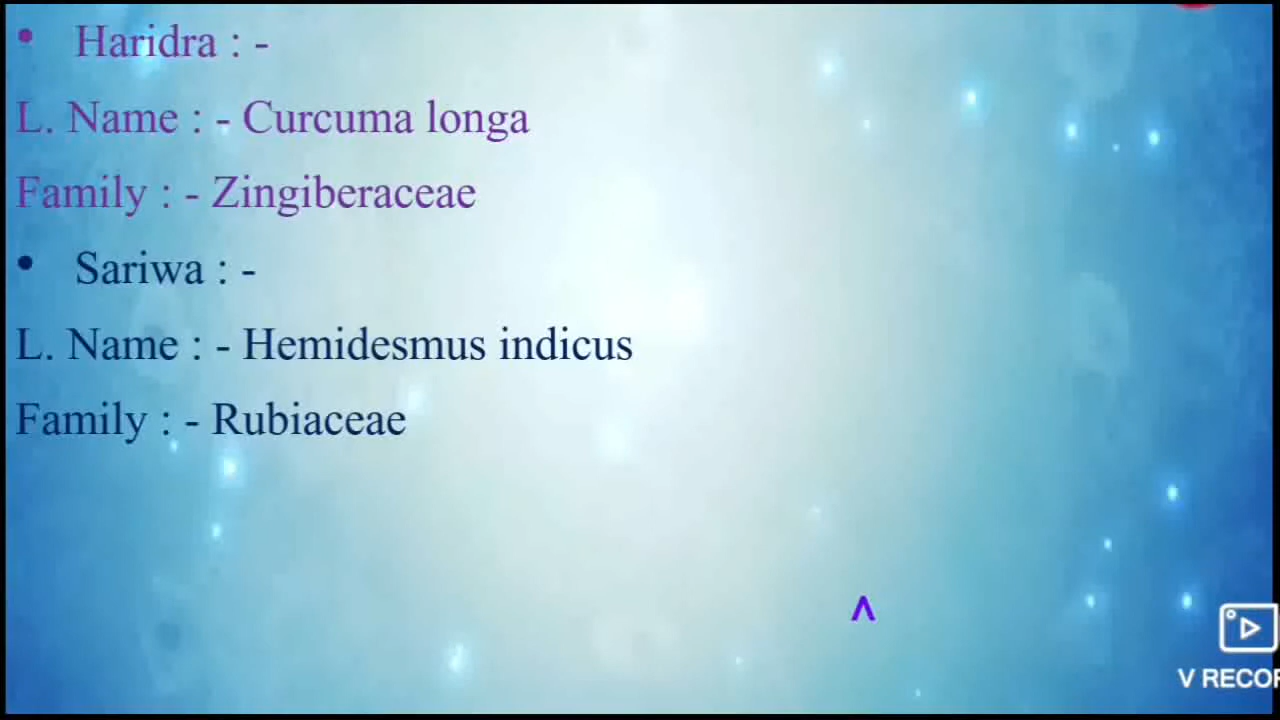 • Haridra : -
L. Name : - Curcuma longa
Family : - Zingiberaceae
• Sariwa : -
L. Name : - Hemidesmus indicus
Family : - Rubiaceae
^
V RECOR